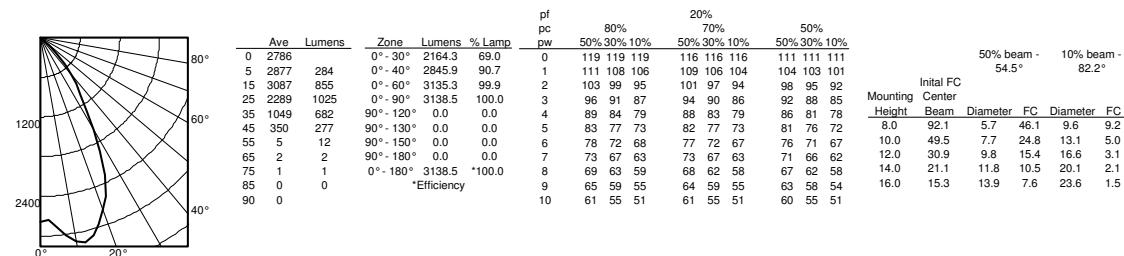 1200
2400
0°
20°
40°
60°
80°
Ave Lumens
0 2786
5 2877 284
15 3087 855
25 2289 1025
35 1049 682
45 350 277
55 5 12
65 2 2
75 1 1
85 0 0
90 0
Zone Lumens % Lamp
0° - 30° 2164.3 69.0
0° - 40° 2845.9 90.7
0° - 60° 3135.3 99.9
0° - 90° 3138.5 100.0
90° - 120° 0.0 0.0
90° - 130° 0.0 0.0
90° - 150° 0.0 0.0
90° - 180° 0.0 0.0
0° - 180° 3138.5 *100.0
*Efficiency
pf 20%
pc 80% 70% 50%
pw 50% 30% 10% 50% 30% 10% 50% 30% 10%
0 119 119 119 116 116 116 111 111 111
1 111 108 106 109 106 104 104 103 101
2 103 99 95 101 97 94 98 95 92
3 96 91 87 94 90 86 92 88 85
4 89 84 79 88 83 79 86 81 78
5 83 77 73 82 77 73 81 76 72
6 78 72 68 77 72 67 76 71 67
7 73 67 63 73 67 63 71 66 62
8 69 63 59 68 62 58 67 62 58
9 65 59 55 64 59 55 63 58 54
10 61 55 51 61 55 51 60 55 51
50% beam - 10% beam -
54.5° 82.2°
Inital FC
Mounting Center
Height Beam Diameter FC Diameter FC
8.0 92.1 5.7 46.1 9.6 9.2
10.0 49.5 7.7 24.8 13.1 5.0
12.0 30.9 9.8 15.4 16.6 3.1
14.0 21.1 11.8 10.5 20.1 2.1
16.0 15.3 13.9 7.6 23.6 1.5